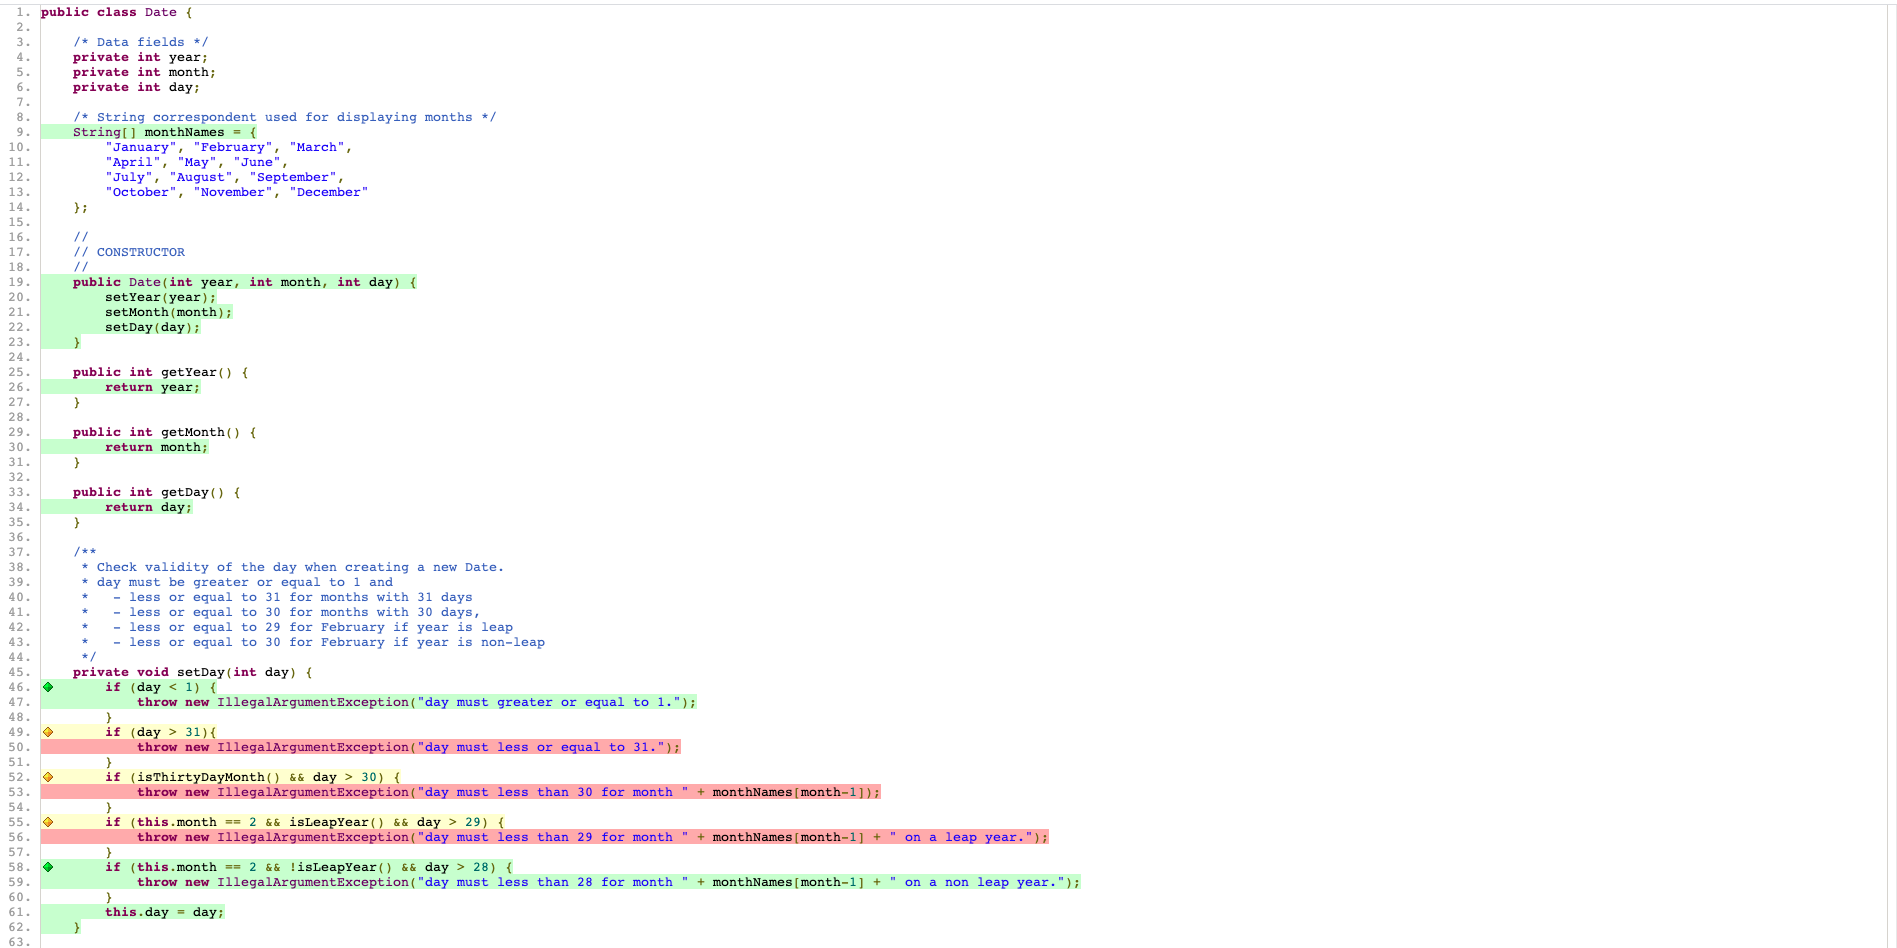 1. public class Date {
2.
3.     /* Data fields */
4.     private int year;
5.     private int month;
6.     private int day;
7.
8.     /* String correspondent used for displaying months */
9.     String[] monthNames = {
10.         "January", "February", "March",
11.         "April", "May", "June",
12.         "July", "August", "September",
13.         "October", "November", "December"
14.     };
15.
16.     //
17.     // CONSTRUCTOR
18.     //
19.     public Date(int year, int month, int day) {
20.         setYear(year);
21.         setMonth(month);
22.         setDay(day);
23.     }
24.
25.     public int getYear() {
26.         return year;
27.     }
28.
29.     public int getMonth() {
30.         return month;
31.     }
32.
33.     public int getDay() {
34.         return day;
35.     }
36.
37.     /**
38.      * Check validity of the day when creating a new Date.
39.      * day must be greater or equal to 1 and
40.      *   - less or equal to 31 for months with 31 days
41.      *   - less or equal to 30 for months with 30 days,
42.      *   - less or equal to 29 for February if year is leap
43.      *   - less or equal to 30 for February if year is non-leap
44.      */
45.     private void setDay(int day) {
46.         if (day < 1) {
47.             throw new IllegalArgumentException("day must greater or equal to 1.");
48.         }
49.         if (day > 31){
50.             throw new IllegalArgumentException("day must less or equal to 31.");
51.         }
52.         if (isThirtyDayMonth() && day > 30) {
53.             throw new IllegalArgumentException("day must less than 30 for month " + monthNames[month-1]);
54.         }
55.         if (this.month == 2 && isLeapYear() && day > 29) {
56.             throw new IllegalArgumentException("day must less than 29 for month " + monthNames[month-1] + " on a leap year.");
57.         }
58.         if (this.month == 2 && !isLeapYear() && day > 28) {
59.             throw new IllegalArgumentException("day must less than 28 for month " + monthNames[month-1] + " on a non leap year.");
60.         }
61.         this.day = day;
62.     }
63.